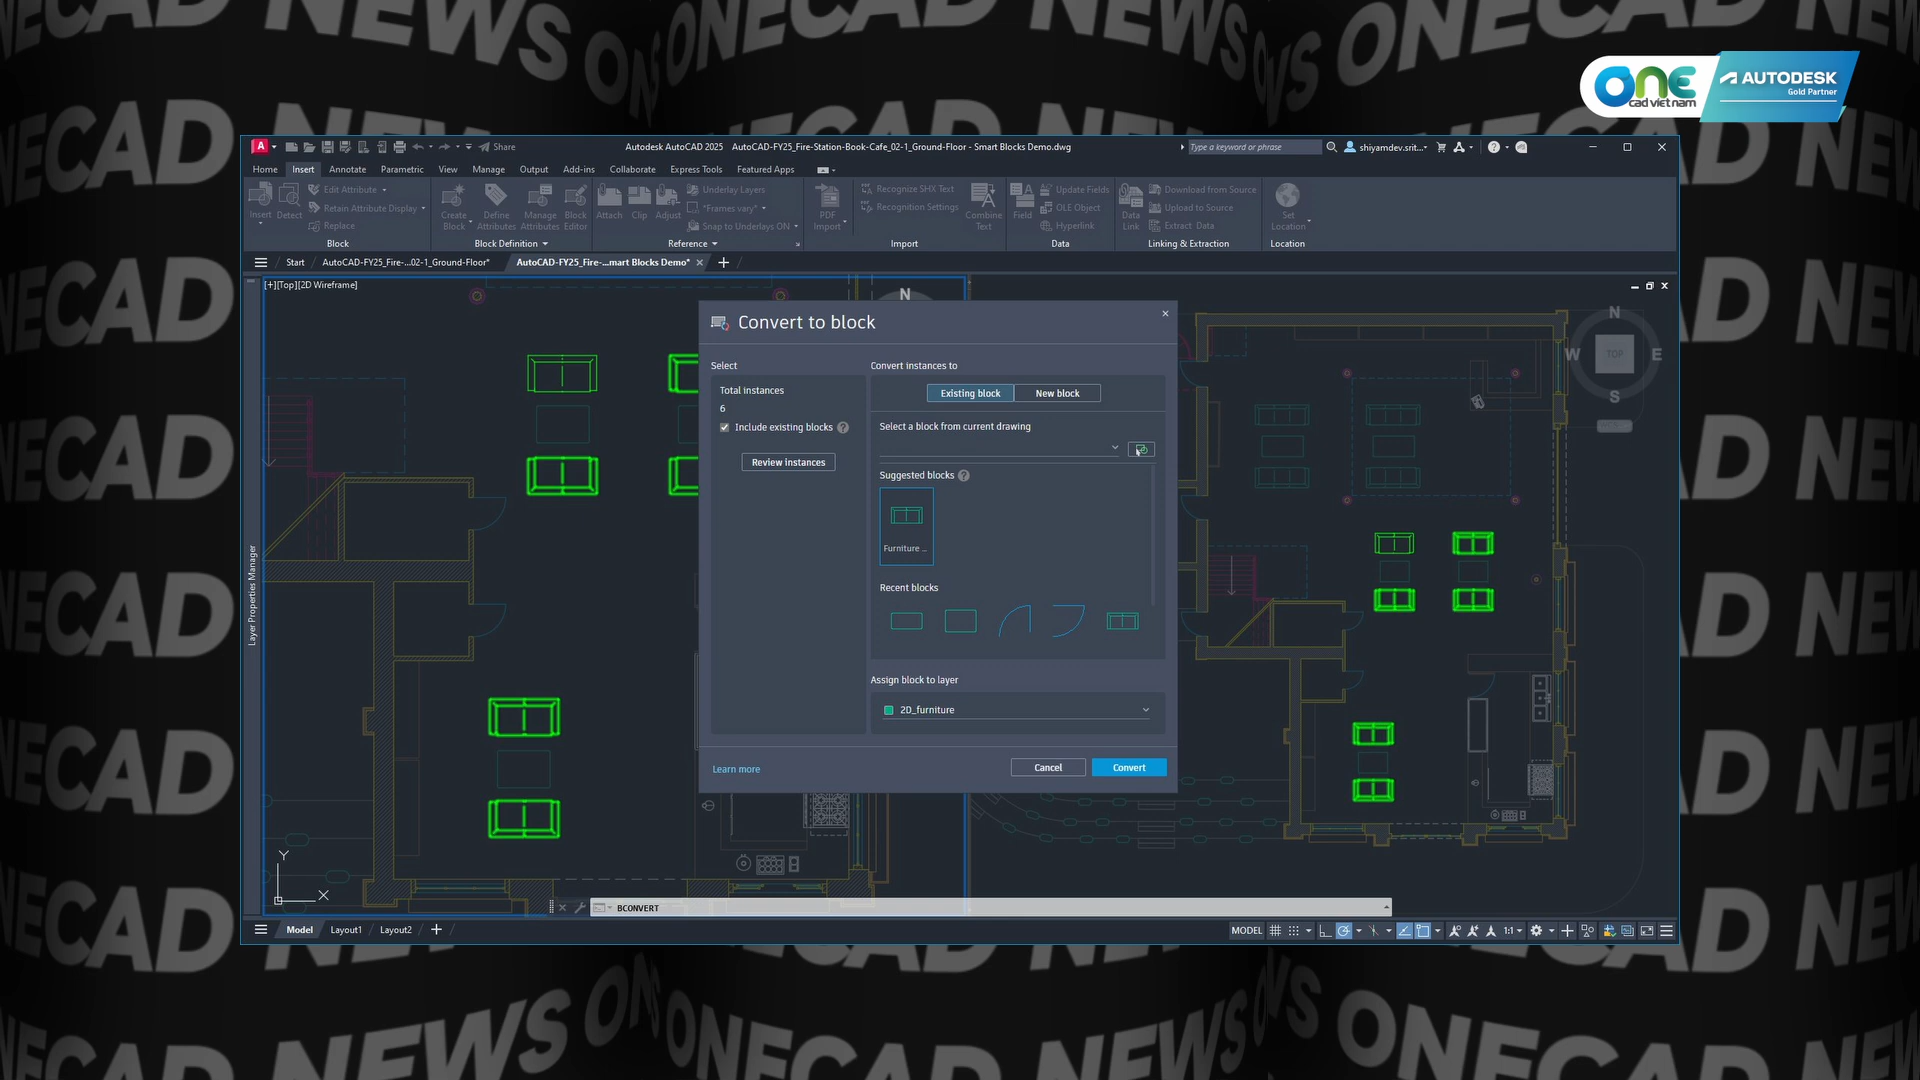 ONE
cad viet nam
AUTODESK
Gold Partner
ONECAD NEWS
Share
Autodesk AutoCAD 2025 AutoCAD-FY25_Fire-Station-Book-Cafe_02-1_Ground-Floor - Smart Blocks Demo.dwg
Type a keyword or phrase
shiyamdev.srit...
Home Insert Annotate Parametric View Manage Output Add-ins Collaborate Express Tools Featured Apps
Insert
Detect
Edit Attribute
Retain Attribute Display
Replace
Block
Create
Block
Define
Attributes
Manage
Attributes
Block
Editor
Block Definition
Attach
Clip
Adjust
Underlay Layers
*Frames vary*
Snap to Underlays ON
Reference
PDF
Import
Recognize SHX Text
Recognition Settings
Combine
Text
Import
Field
Update Fields
OLE Object
Hyperlink
Data
Data
Link
Download from Source
Upload to Source
Extract Data
Linking & Extraction
Set
Location
Location
Start AutoCAD-FY25_Fire-...02-1_Ground-Floor* AutoCAD-FY25_Fire-...mart Blocks Demo*
[+][Top][2D Wireframe]
Layer Properties Manager
N
Convert to block
Select
Total instances
6
Include existing blocks
Review instances
Convert instances to
Existing block
New block
Select a block from current drawing
Suggested blocks
Furniture ...
Recent blocks
Assign block to layer
2D_furniture
Learn more
Cancel
Convert
N
W
TOP
E
S
Y
X
BCONVERT
Model Layout1 Layout2
MODEL
1:1